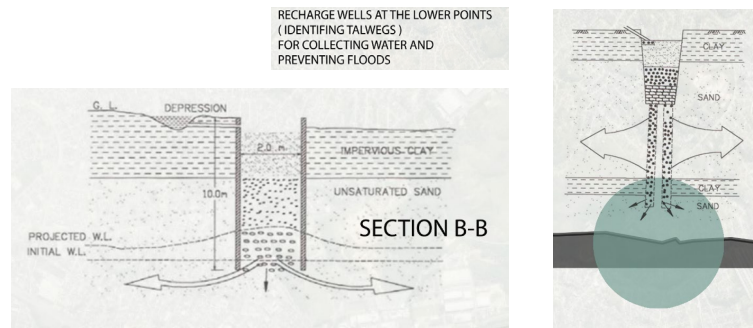 RECHARGE WELLS AT THE LOWER POINTS
( IDENTIFING TALWEGS )
FOR COLLECTING WATER AND
PREVENTING FLOODS
G. L.
DEPRESSION
2.0 m
IMPERVIOUS CLAY
10.0m
UNSATURATED SAND
SECTION B-B
PROJECTED W.L.
INITIAL W.L.
CLAY
SAND
CLAY
SAND